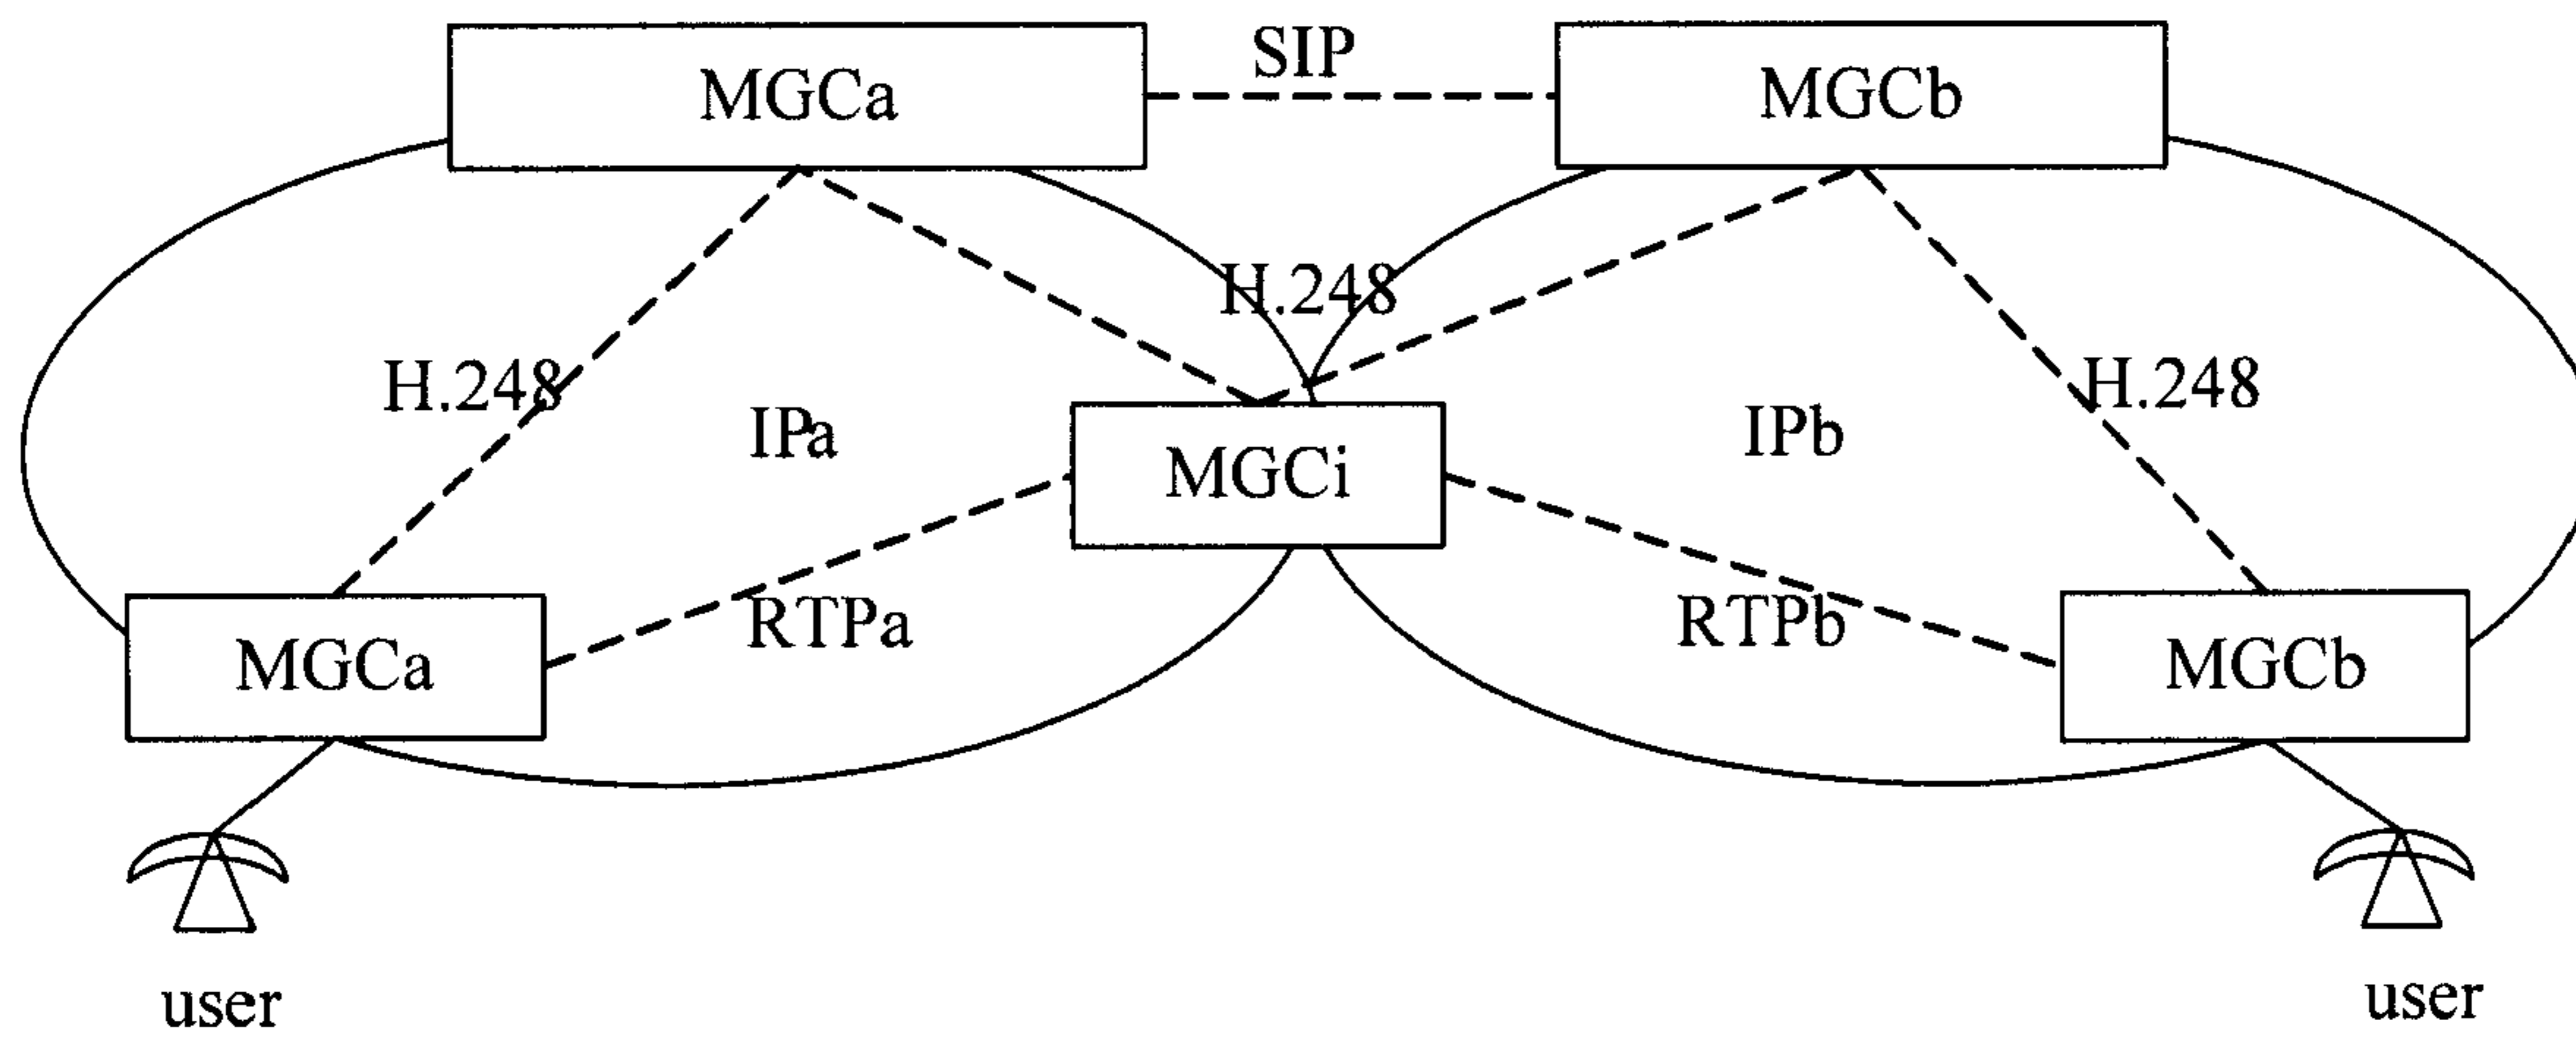 SIP
MGCa
MGCb
H.248
H.248
H.248
IPa
IPb
MGCi
RTPa
RTPb
MGCa
MGCb
user
user